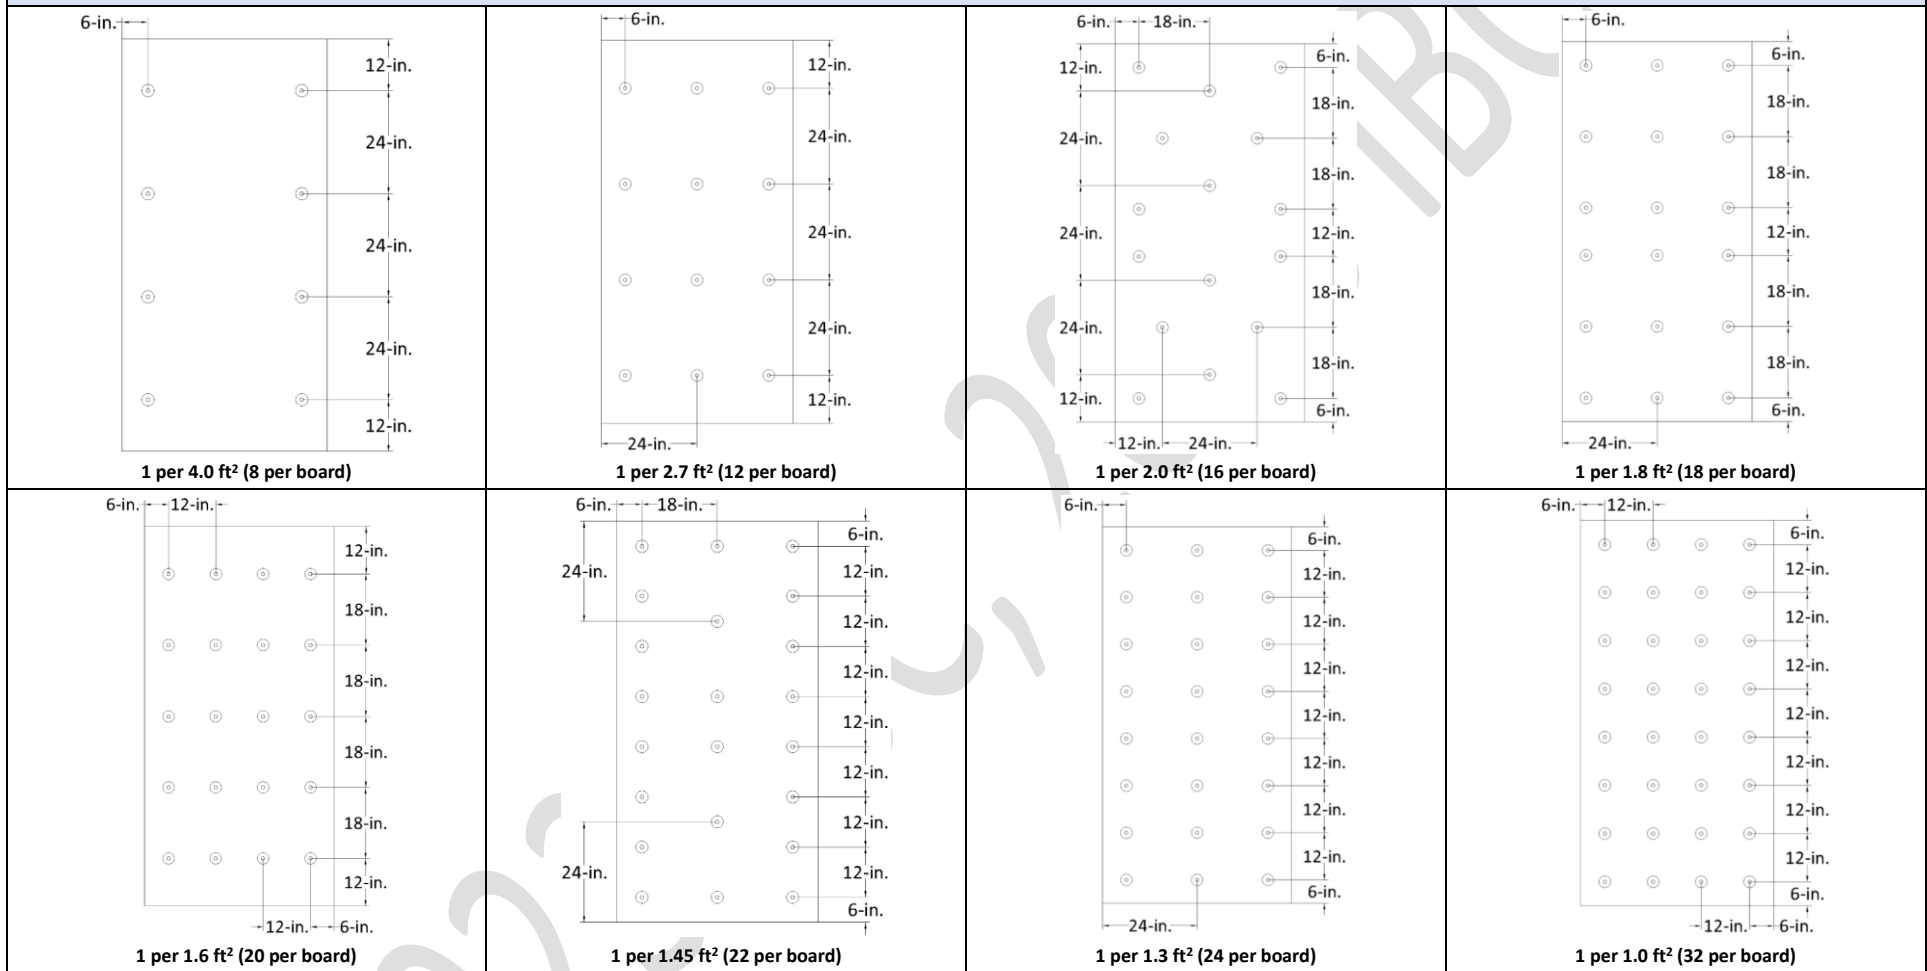 6-in.
12-in.
24-in.
24-in.
24-in.
12-in.
1 per 4.0 ft² (8 per board)
6-in.
12-in.
24-in.
24-in.
24-in.
12-in.
24-in.
1 per 2.7 ft² (12 per board)
6-in. 18-in.
6-in.
12-in.
18-in.
24-in.
18-in.
24-in.
12-in.
18-in.
24-in.
18-in.
12-in.
6-in.
12-in. 24-in.
1 per 2.0 ft² (16 per board)
6-in.
6-in.
18-in.
18-in.
12-in.
18-in.
18-in.
6-in.
24-in.
1 per 1.8 ft² (18 per board)
6-in. 12-in.
12-in.
18-in.
18-in.
18-in.
18-in.
12-in.
12-in. 6-in.
1 per 1.6 ft² (20 per board)
6-in. 18-in.
6-in.
24-in.
12-in.
12-in.
12-in.
12-in.
12-in.
12-in.
24-in.
12-in.
6-in.
1 per 1.45 ft² (22 per board)
6-in.
6-in.
12-in.
12-in.
12-in.
12-in.
12-in.
12-in.
12-in.
6-in.
24-in.
1 per 1.3 ft² (24 per board)
6-in. 12-in.
6-in.
12-in.
12-in.
12-in.
12-in.
12-in.
12-in.
12-in.
6-in.
12-in. 6-in.
1 per 1.0 ft² (32 per board)